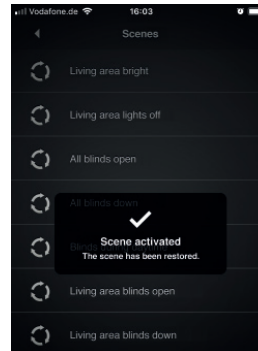 Vodafone.de 16:03
Scenes
Living area bright
Living area lights off
All blinds open
All blinds down
Scene activated
The scene has been restored.
Living area blinds open
Living area blinds down